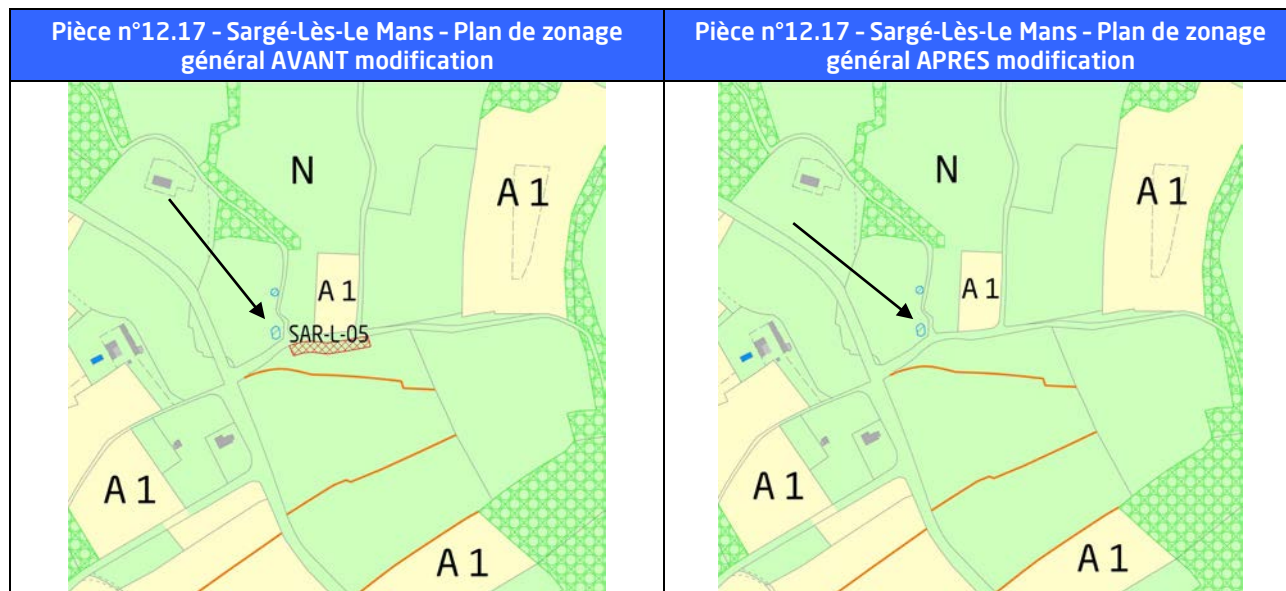 Pièce n°12.17 - Sargé-Lès-Le Mans - Plan de zonage
général AVANT modification
Pièce n°12.17 - Sargé-Lès-Le Mans - Plan de zonage
général APRES modification
N
A 1
A 1
SAR-L-05
A 1
A 1
N
A 1
A 1
A 1
A 1